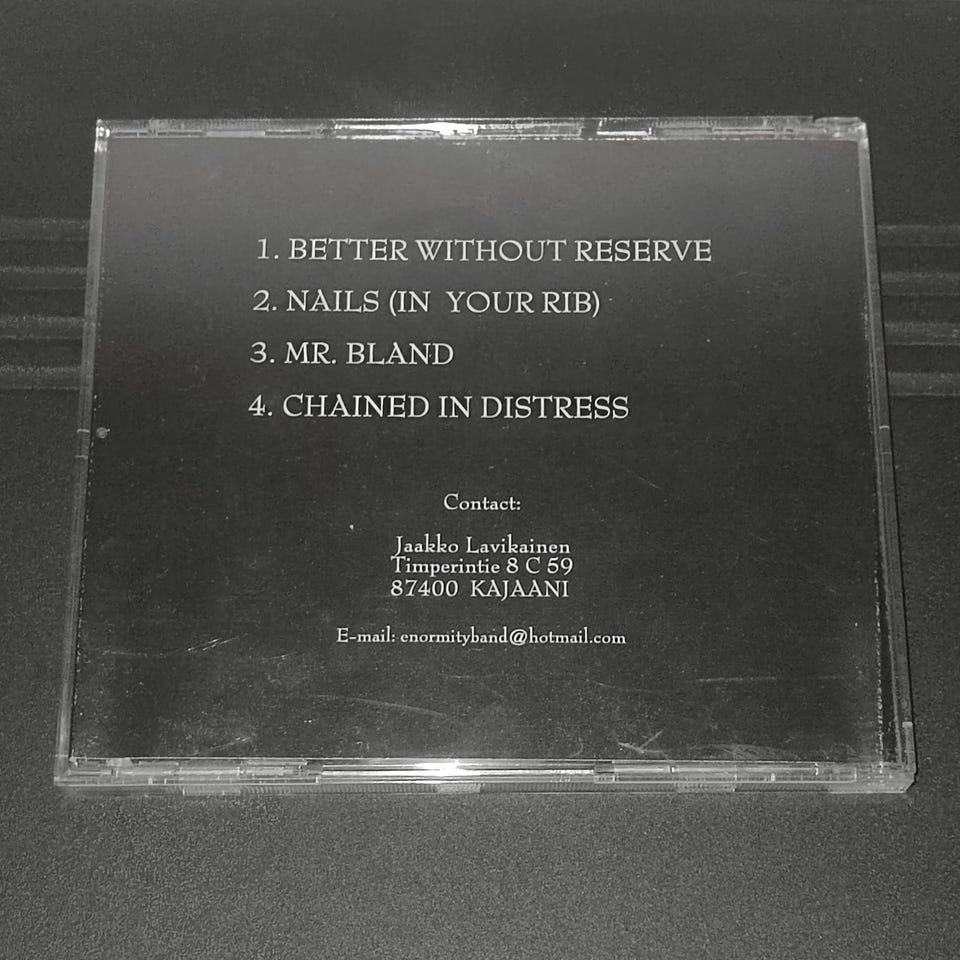 1. BETTER WITHOUT RESERVE
2. NAILS (IN YOUR RIB)
3. MR. BLAND
4. CHAINED IN DISTRESS
Contact:
Jaakko Lavikainen
Timperintie 8 C 59
87400 KAJAANI
E-mail: enormityband@hotmail.com